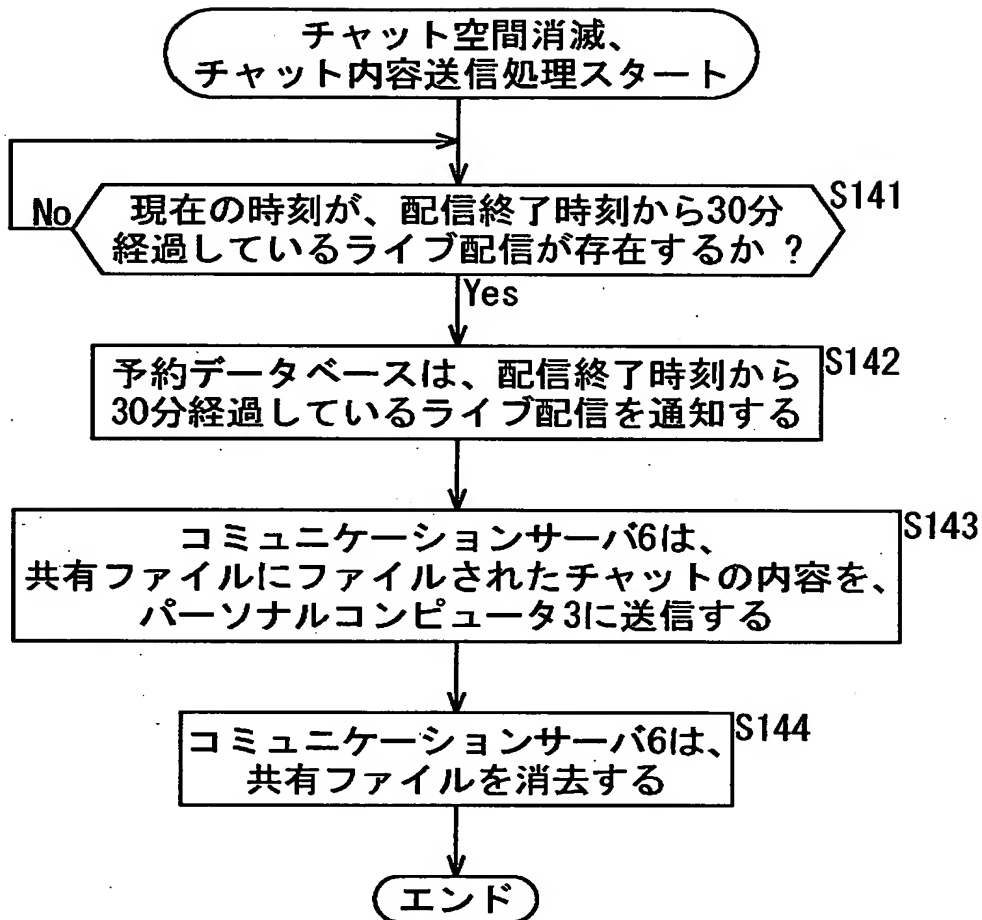 チャット空間消滅、
チャット内容送信処理スタート
現在の時刻が、配信終了時刻から30分
経過しているライブ配信が存在するか ?
S141
No
Yes
予約データベースは、配信終了時刻から
30分経過しているライブ配信を通知する
S142
コミュニケーションサーバ6は、
共有ファイルにファイルされたチャットの内容を、
パーソナルコンピュータ3に送信する
S143
コミュニケーションサーバ6は、
共有ファイルを消去する
S144
エンド